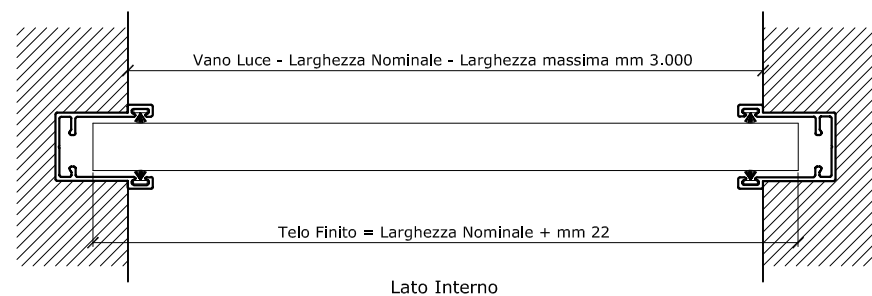 Vano Luce - Larghezza Nominale - Larghezza massima mm 3.000
Telo Finito = Larghezza Nominale + mm 22
Lato Interno